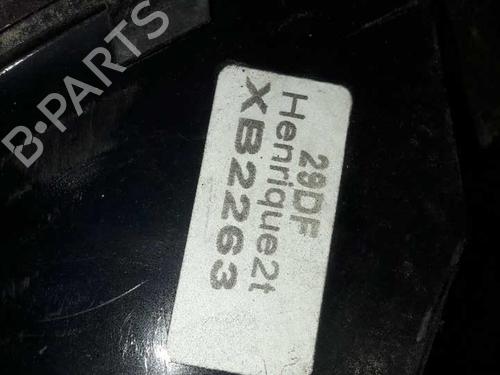 B-PARTS
29DF
Henrique2t
XB2263